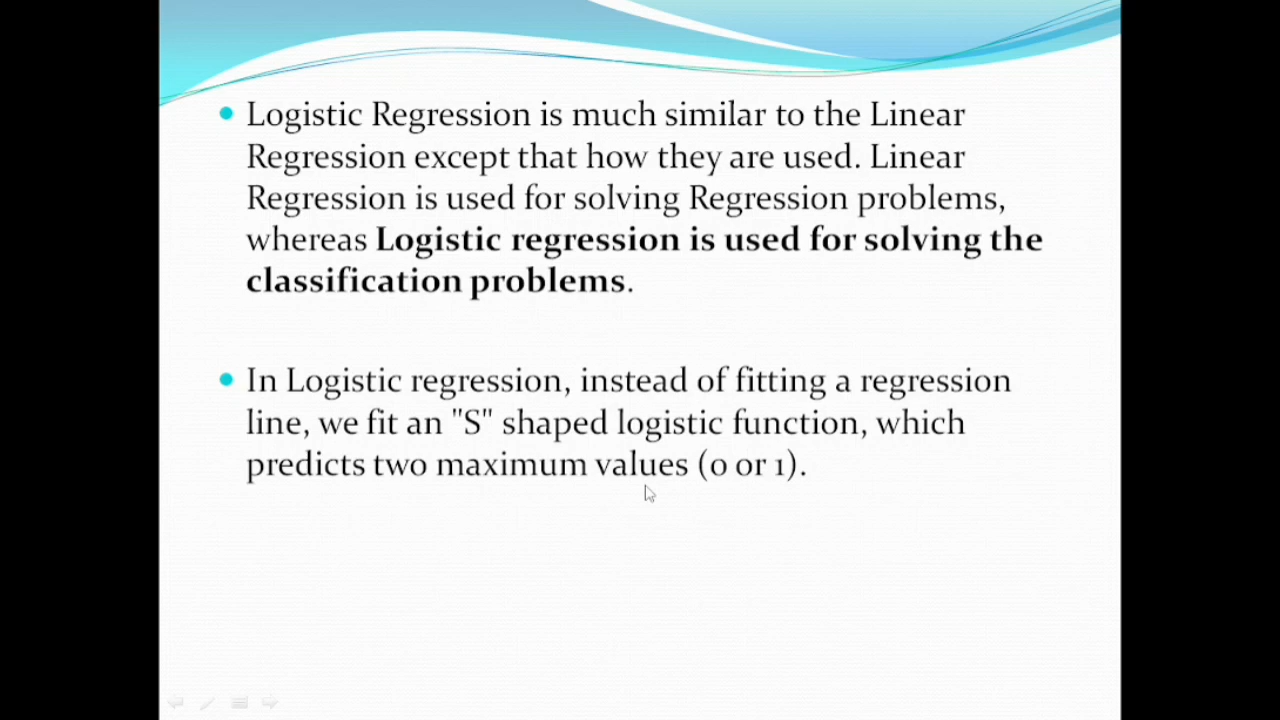 Logistic Regression is much similar to the Linear
Regression except that how they are used. Linear
Regression is used for solving Regression problems,
whereas Logistic regression is used for solving the
classification problems.
In Logistic regression, instead of fitting a regression
line, we fit an "S" shaped logistic function, which
predicts two maximum values (0 or 1).